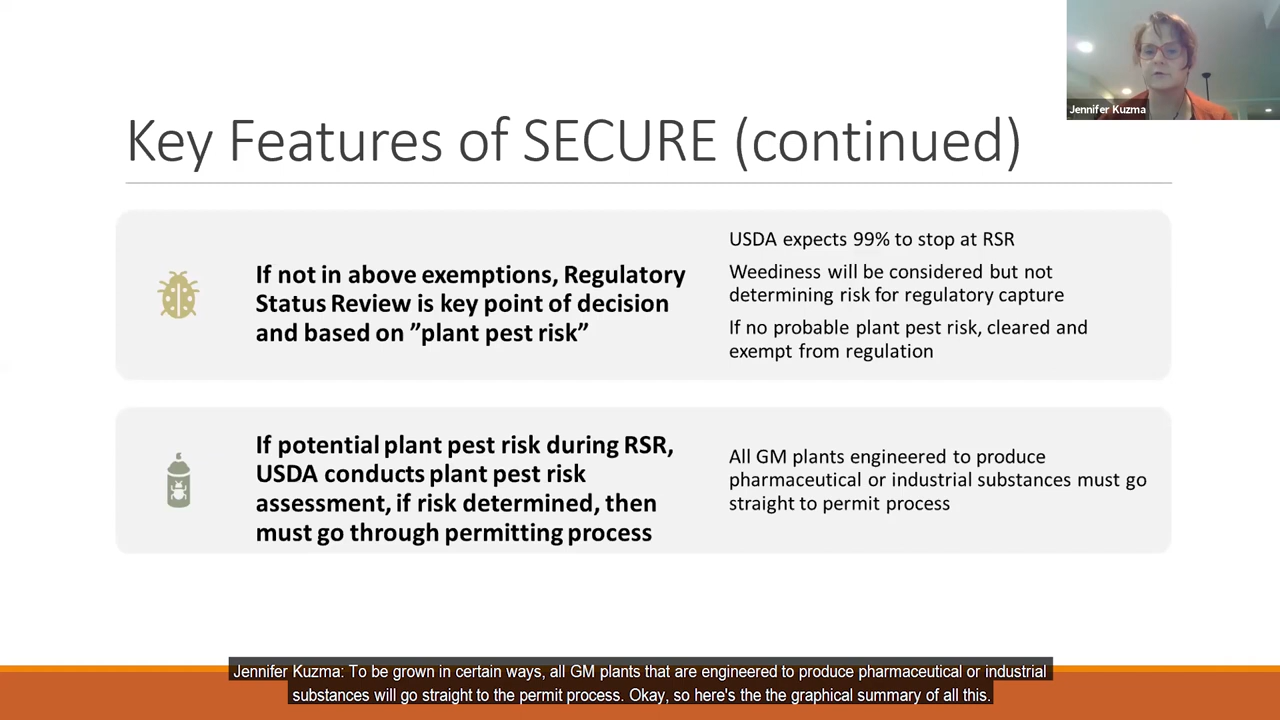 Jennifer Kuzma
Key Features of SECURE (continued)
If not in above exemptions, Regulatory
Status Review is key point of decision
and based on ”plant pest risk”
USDA expects 99% to stop at RSR
Weediness will be considered but not
determining risk for regulatory capture
If no probable plant pest risk, cleared and
exempt from regulation
If potential plant pest risk during RSR,
USDA conducts plant pest risk
assessment, if risk determined, then
must go through permitting process
All GM plants engineered to produce
pharmaceutical or industrial substances must go
straight to permit process
Jennifer Kuzma: To be grown in certain ways, all GM plants that are engineered to produce pharmaceutical or industrial
substances will go straight to the permit process. Okay, so here's the the graphical summary of all this.